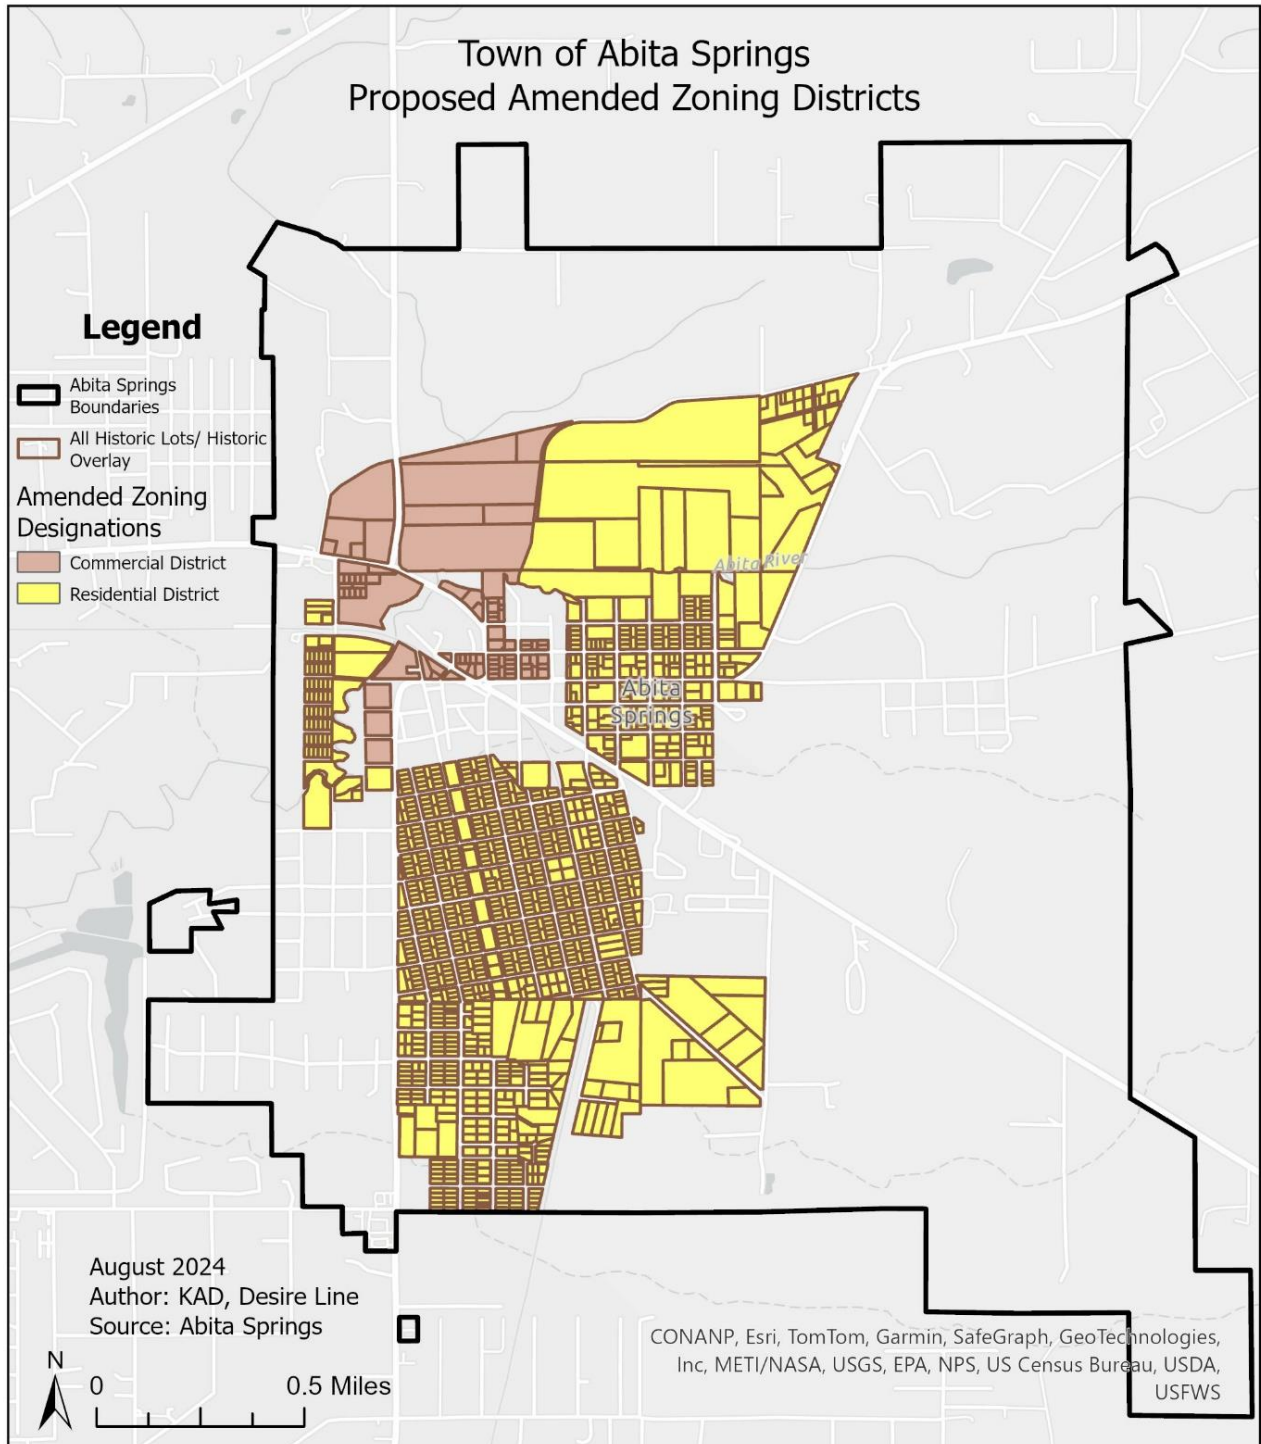 Town of Abita Springs
Proposed Amended Zoning Districts
Legend
Abita Springs
Boundaries
All Historic Lots/ Historic
Overlay
Amended Zoning
Designations
Commercial District
Residential District
Abita River
Abita
Springs
August 2024
Author: KAD, Desire Line
Source: Abita Springs
N
0 0.5 Miles
CONANP, Esri, TomTom, Garmin, SafeGraph, GeoTechnologies,
Inc, METI/NASA, USGS, EPA, NPS, US Census Bureau, USDA,
USFWS